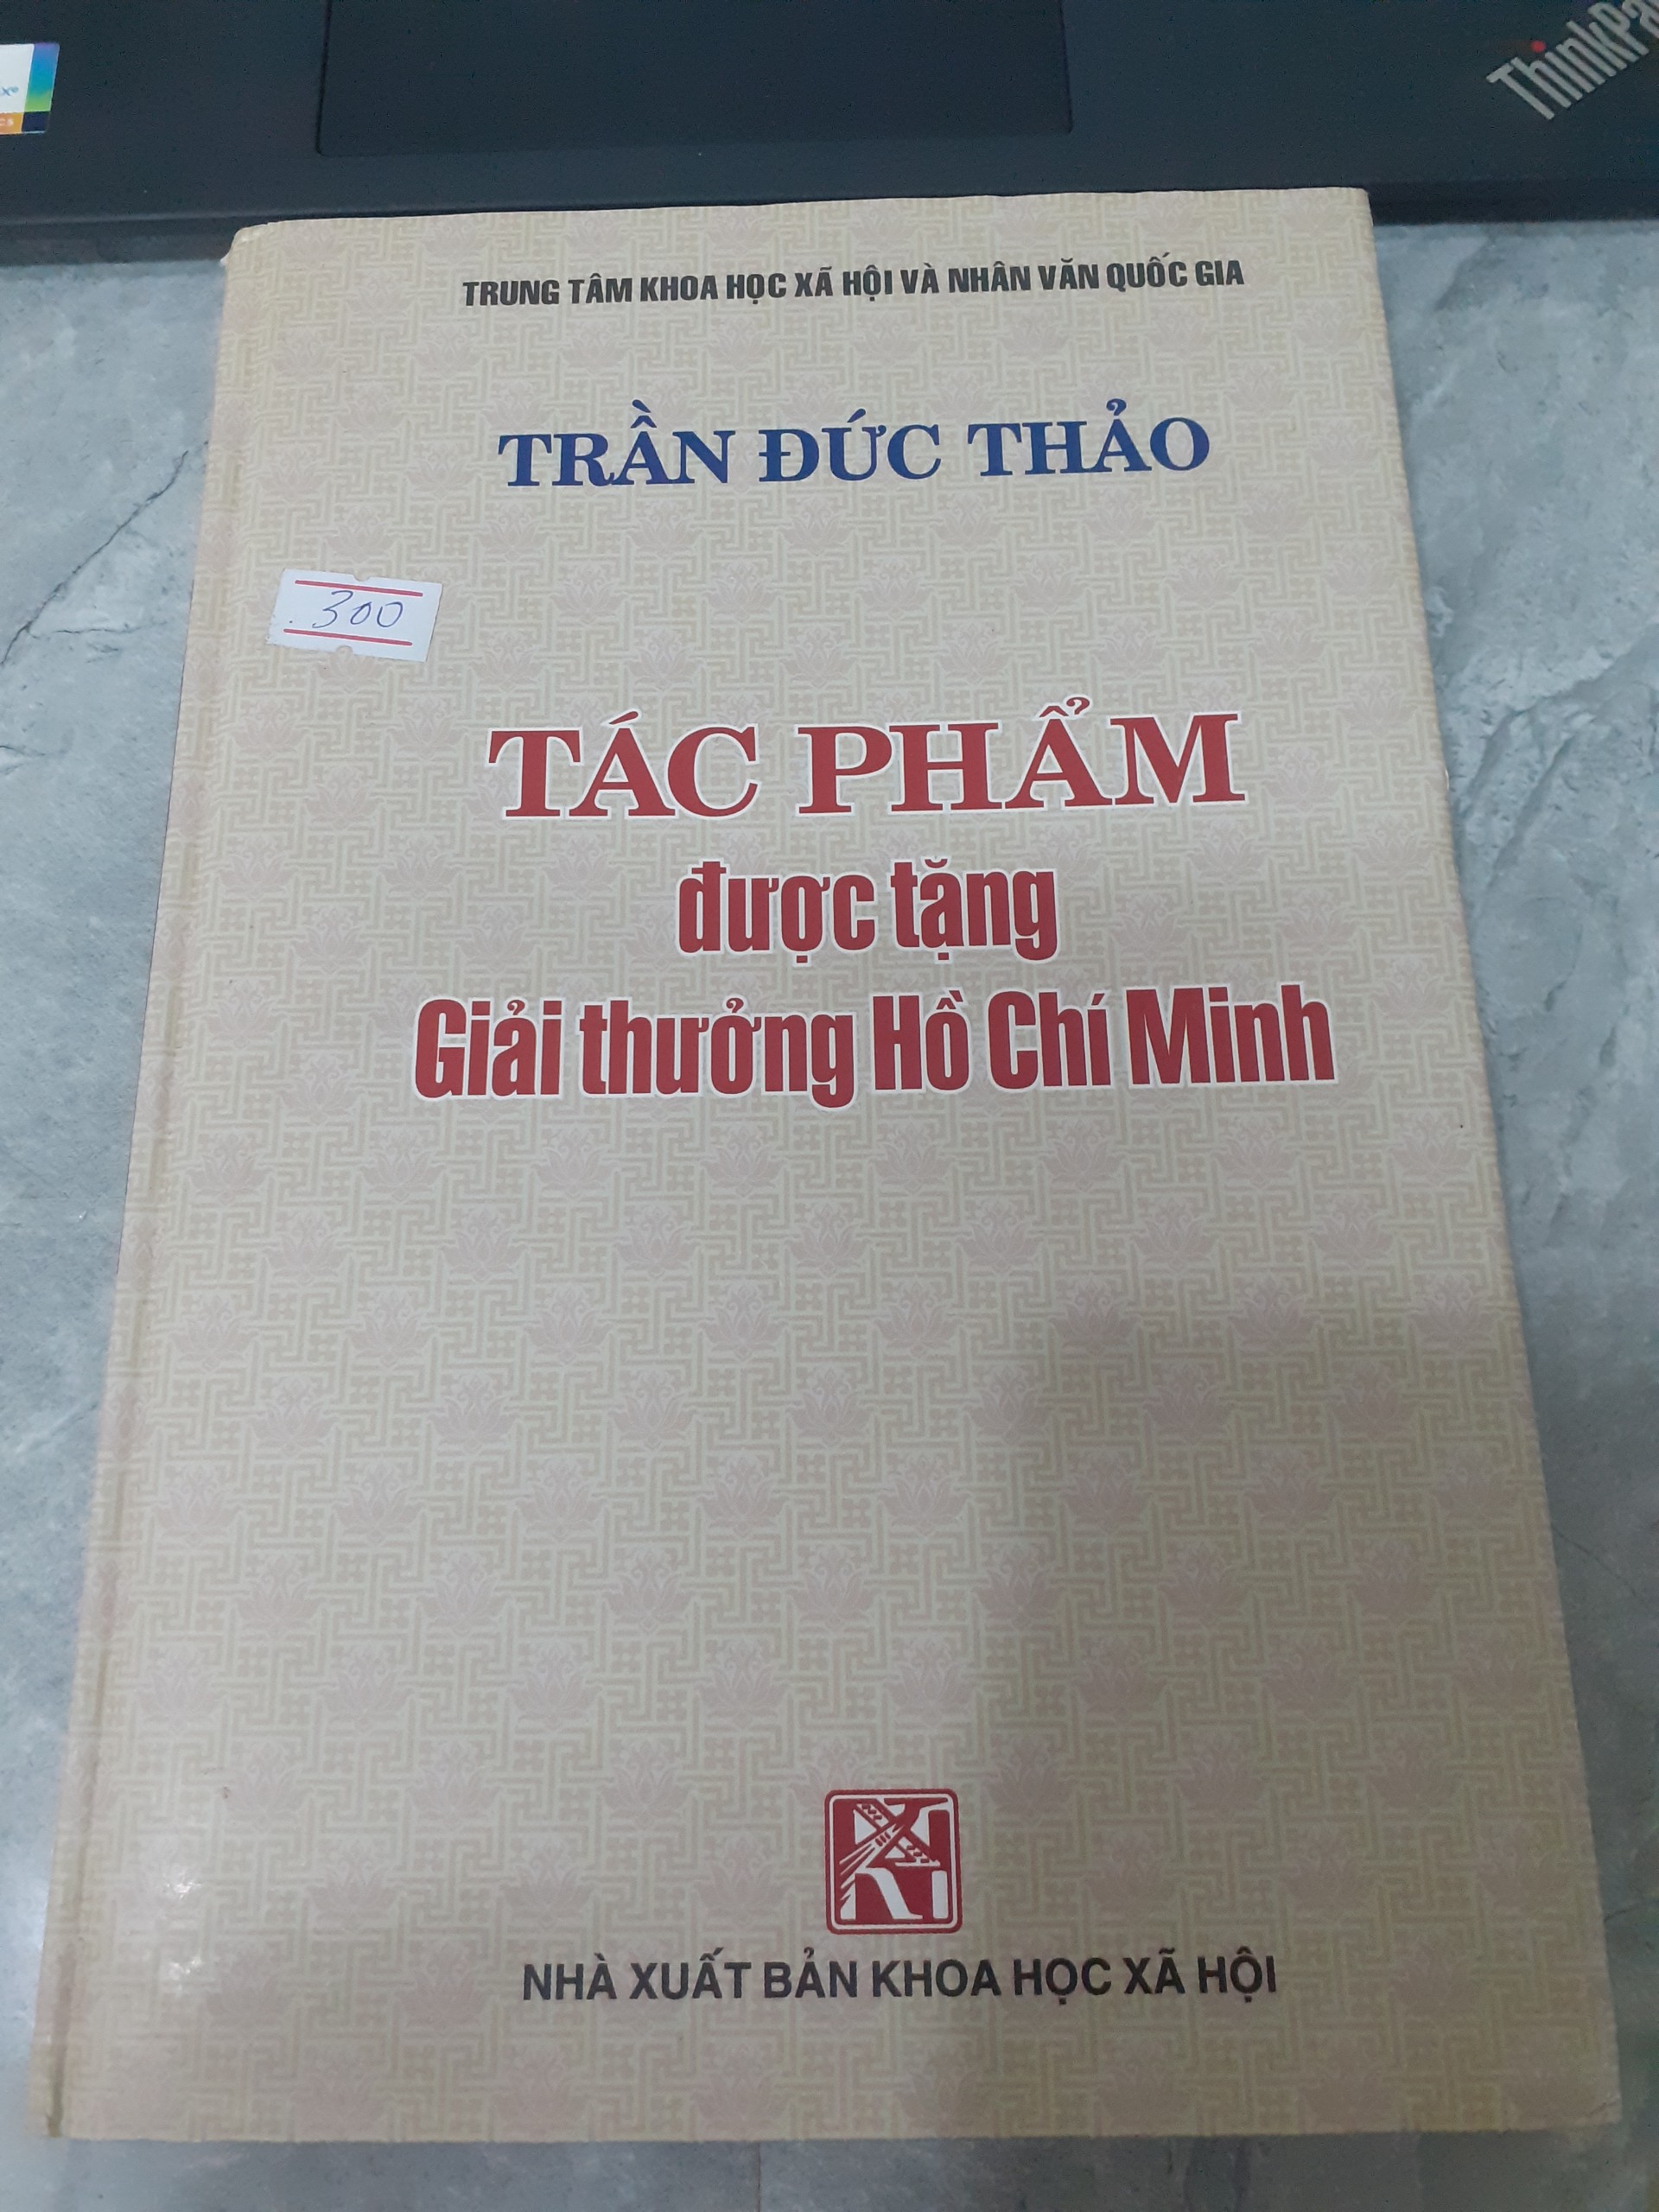 ThinkPa
TRUNG TÂM KHOA HỌC XÃ HỘI VÀ NHÂN VĂN QUỐC GIA
TRẦN ĐỨC THẢO
300
TÁC PHẨM
được tặng
Giải thưởng Hồ Chí Minh
NHÀ XUẤT BẢN KHOA HỌC XÃ HỘI